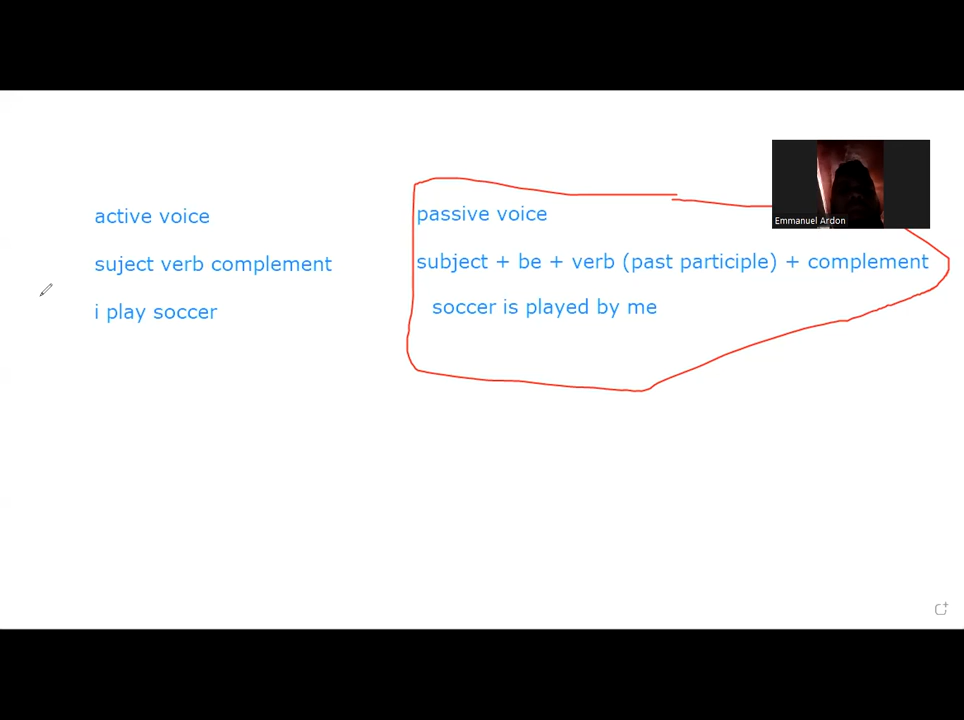 active voice
passive voice
suject verb complement
subject + be + verb (past participle) + complement
i play soccer
soccer is played by me
Emmanuel Ardon